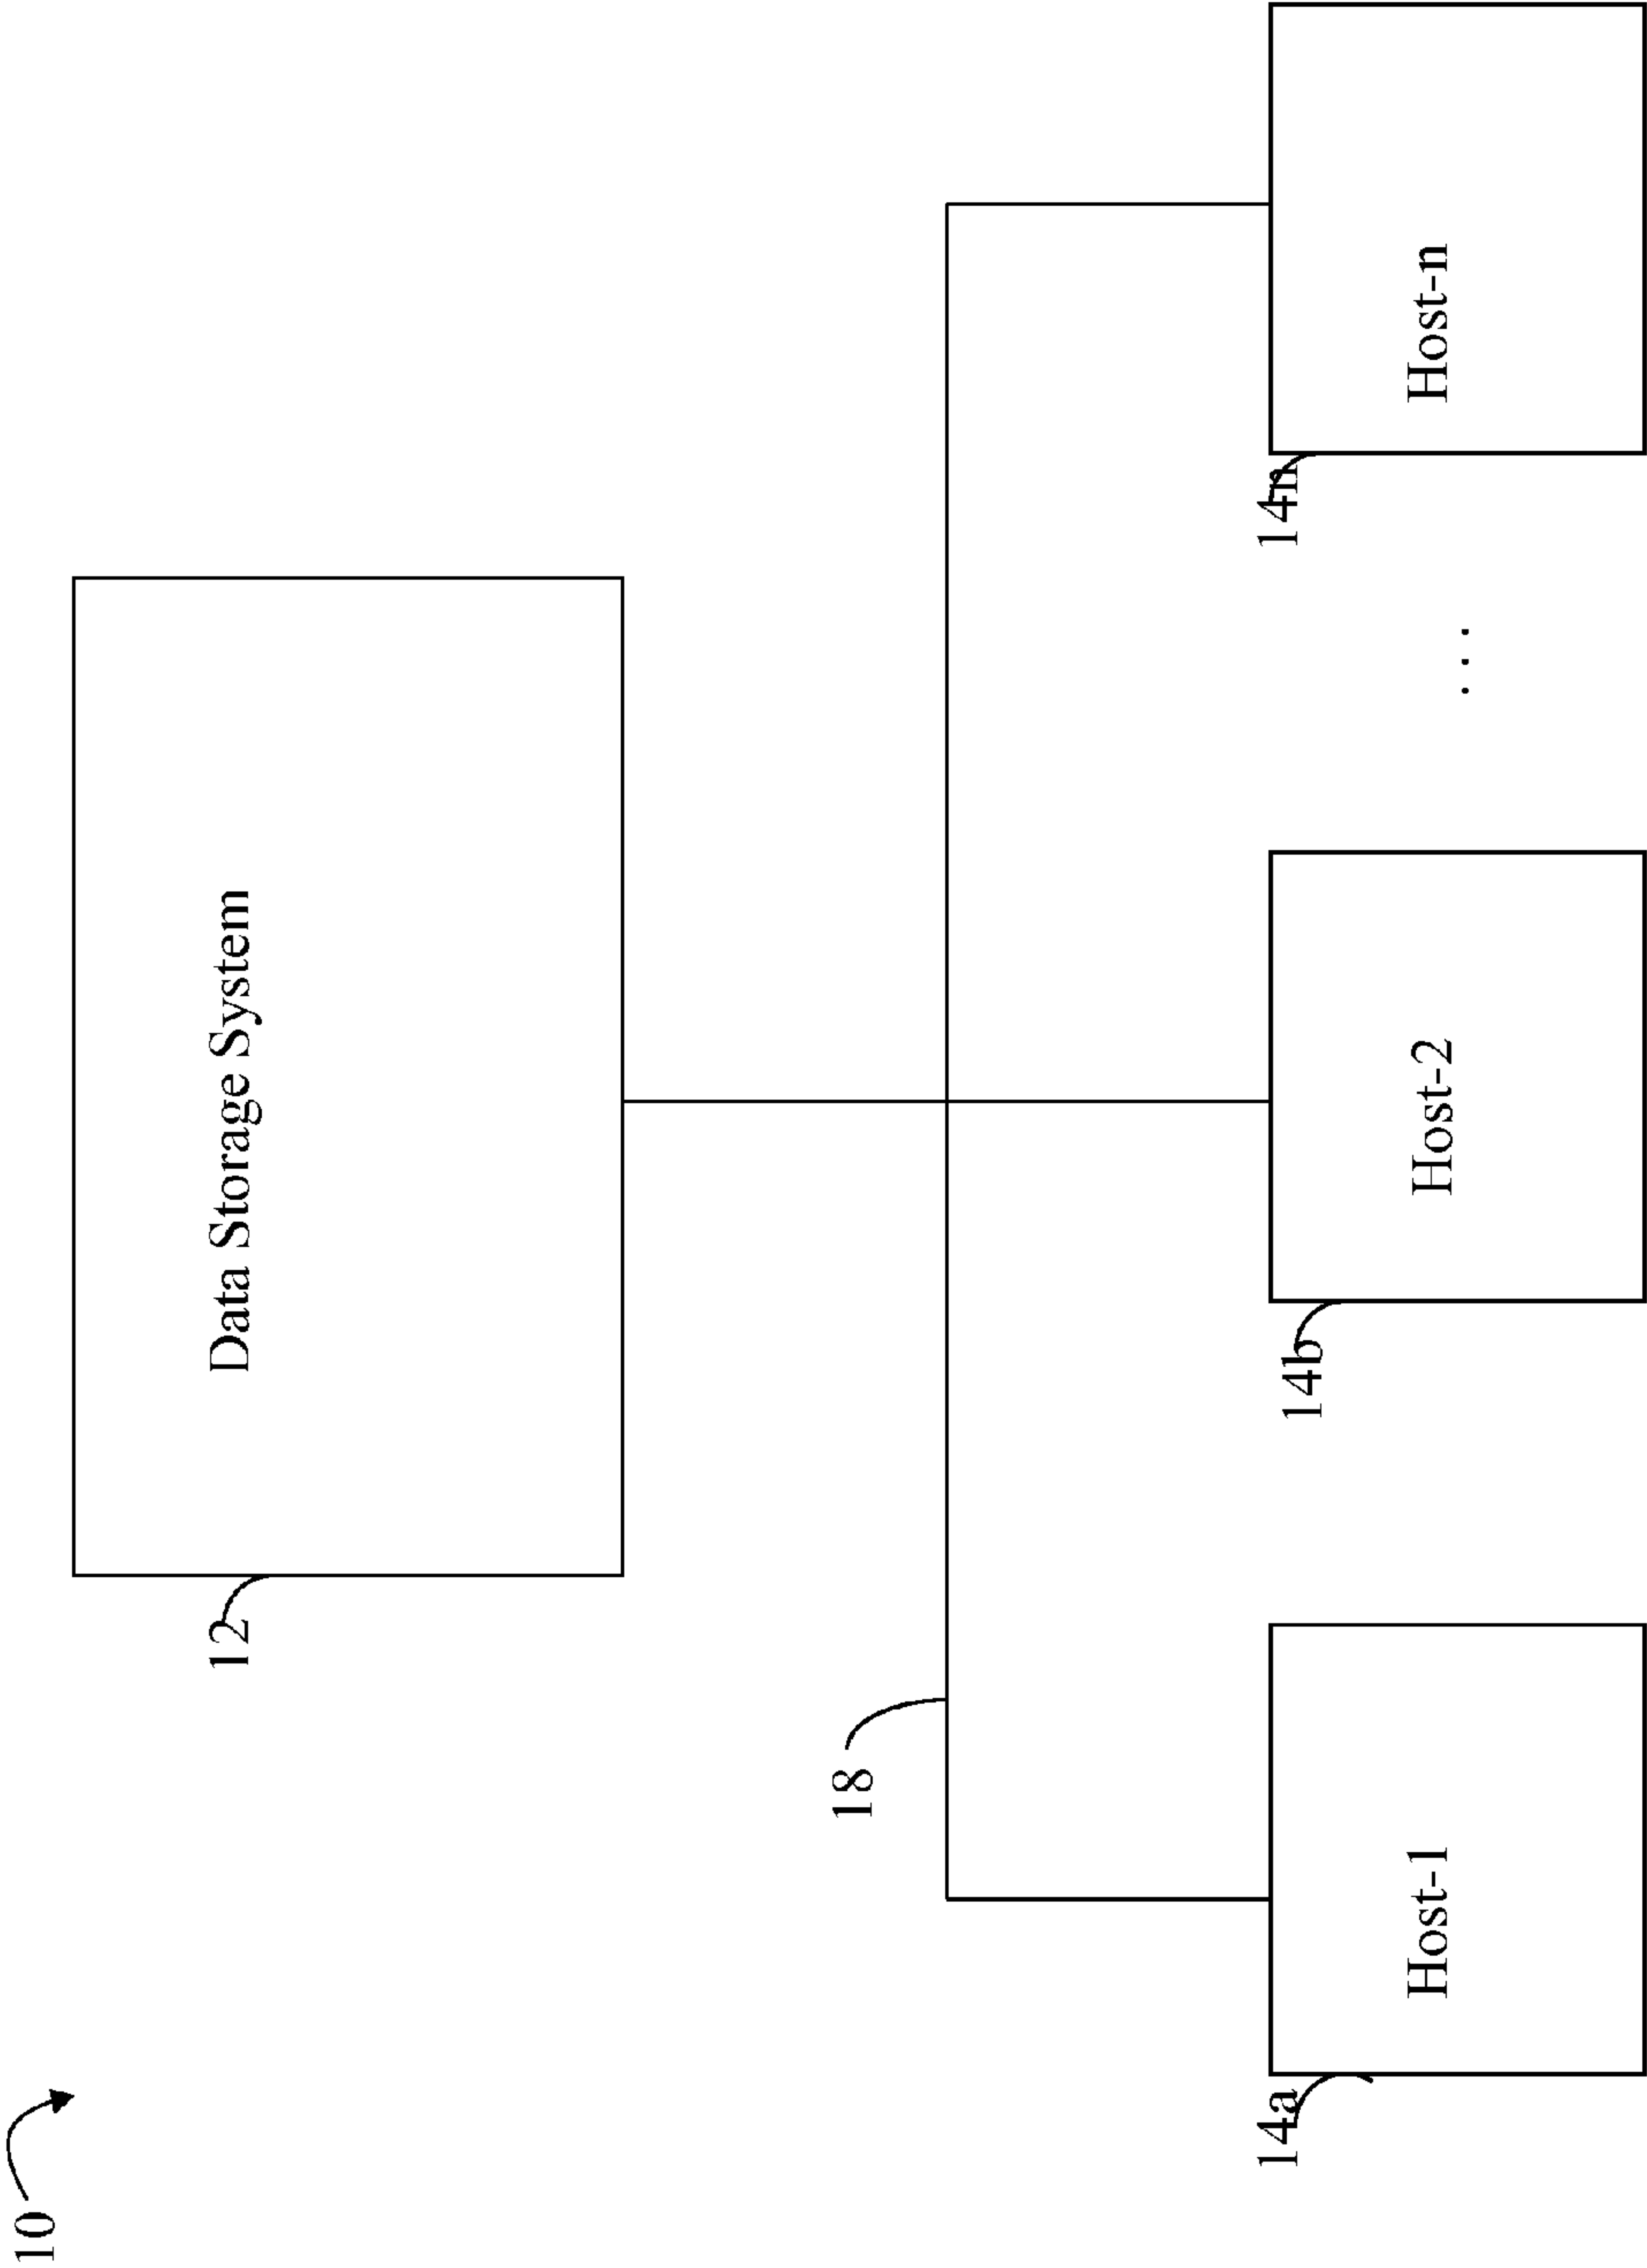 10
12
Data Storage System
18
14a
Host-1
14b
Host-2
...
14n
Host-n